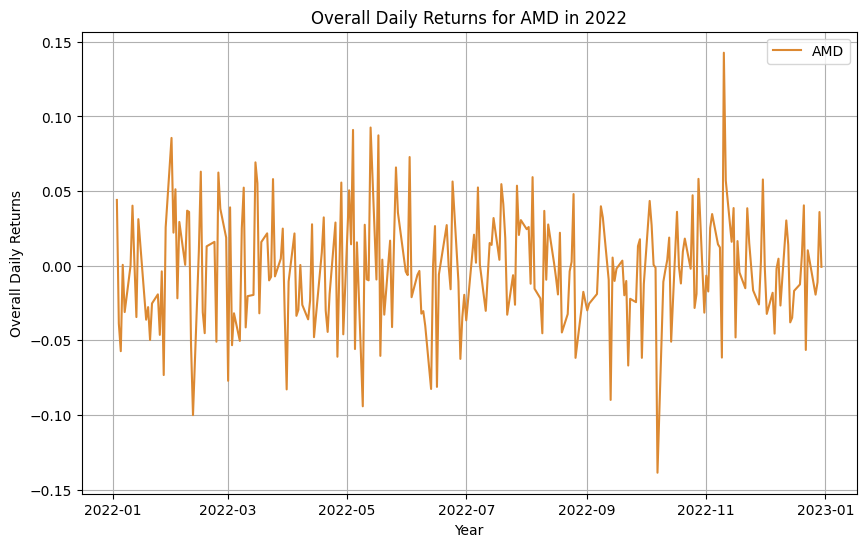 Overall Daily Returns for AMD in 2022
AMD
0.15
0.10
0.05
0.00
−0.05
−0.10
−0.15
Overall Daily Returns
2022-01 2022-03 2022-05 2022-07 2022-09 2022-11 2023-01
Year